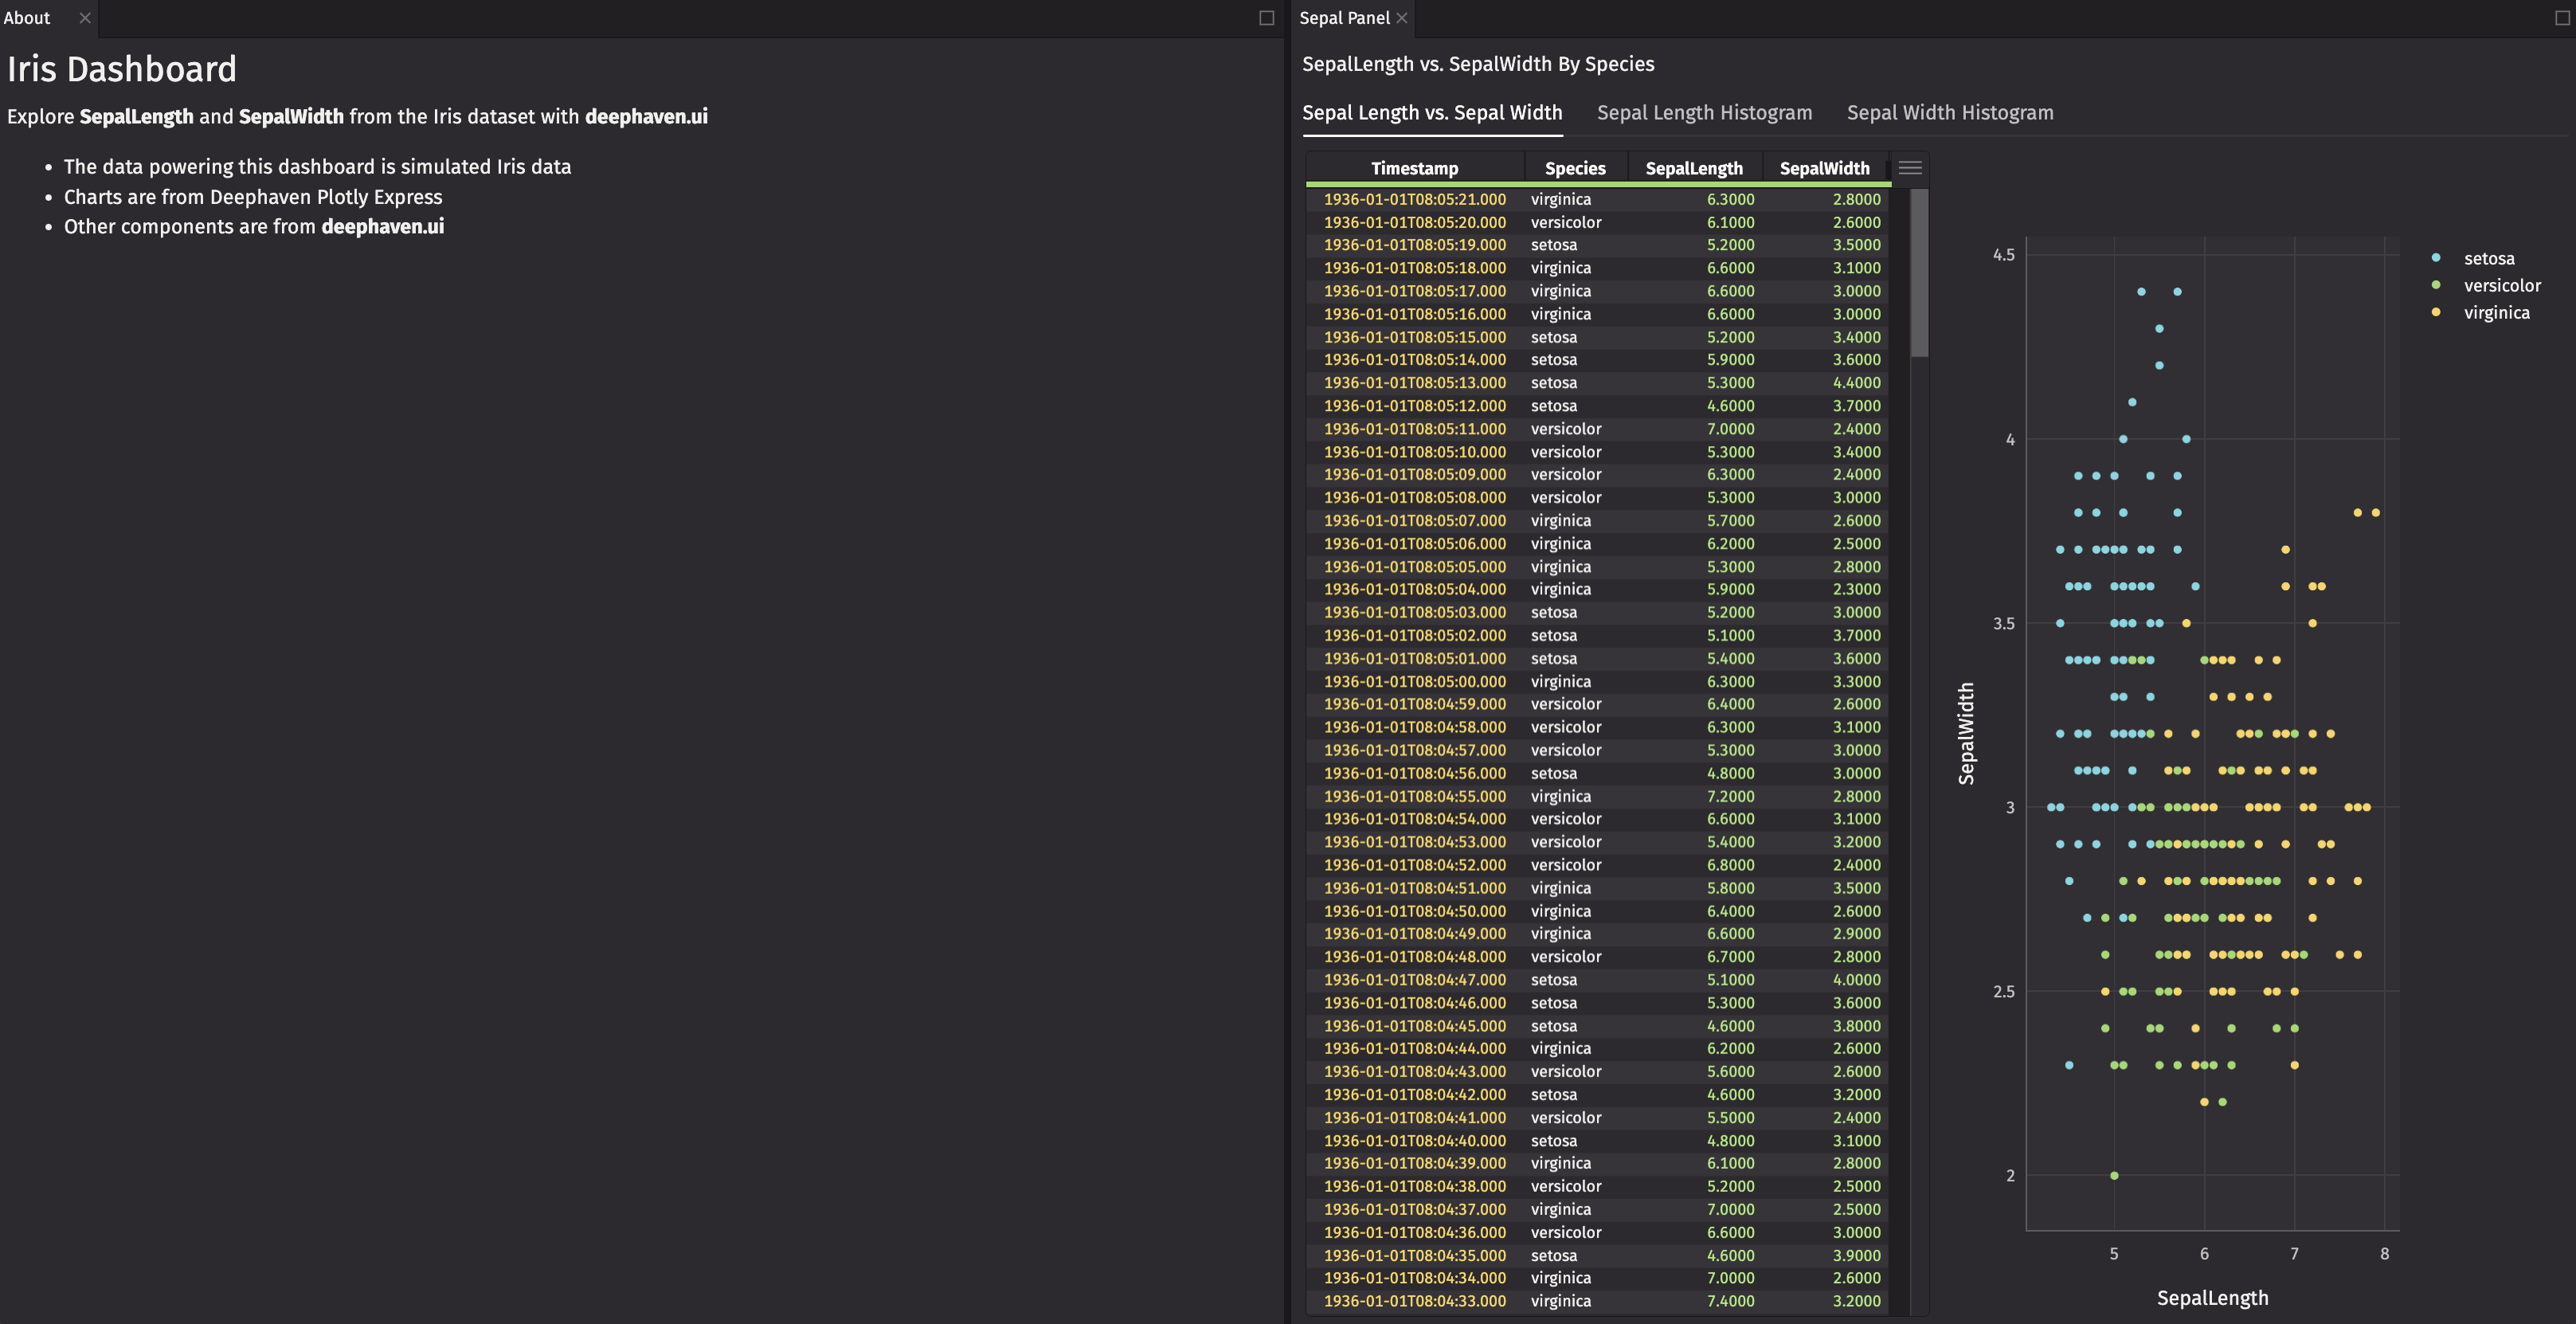 About
Iris Dashboard
Explore SepalLength and SepalWidth from the Iris dataset with deephaven.ui
• The data powering this dashboard is simulated Iris data
• Charts are from Deephaven Plotly Express
• Other components are from deephaven.ui
Sepal Panel
SepalLength vs. SepalWidth By Species
Sepal Length vs. Sepal Width Sepal Length Histogram Sepal Width Histogram
Timestamp Species SepalLength SepalWidth
1936-01-01T08:05:21.000 virginica 6.3000 2.8000
1936-01-01T08:05:20.000 versicolor 6.1000 2.6000
1936-01-01T08:05:19.000 setosa 5.2000 3.5000
1936-01-01T08:05:18.000 virginica 6.6000 3.1000
1936-01-01T08:05:17.000 virginica 6.6000 3.0000
1936-01-01T08:05:16.000 virginica 6.6000 3.0000
1936-01-01T08:05:15.000 setosa 5.2000 3.4000
1936-01-01T08:05:14.000 setosa 5.9000 3.6000
1936-01-01T08:05:13.000 setosa 5.3000 4.4000
1936-01-01T08:05:12.000 setosa 4.6000 3.7000
1936-01-01T08:05:11.000 versicolor 7.0000 2.4000
1936-01-01T08:05:10.000 versicolor 5.3000 3.4000
1936-01-01T08:05:09.000 versicolor 6.3000 2.4000
1936-01-01T08:05:08.000 versicolor 5.3000 3.0000
1936-01-01T08:05:07.000 virginica 5.7000 2.6000
1936-01-01T08:05:06.000 virginica 6.2000 2.5000
1936-01-01T08:05:05.000 virginica 5.3000 2.8000
1936-01-01T08:05:04.000 virginica 5.9000 2.3000
1936-01-01T08:05:03.000 setosa 5.2000 3.0000
1936-01-01T08:05:02.000 setosa 5.1000 3.7000
1936-01-01T08:05:01.000 setosa 5.4000 3.6000
1936-01-01T08:05:00.000 virginica 6.3000 3.3000
1936-01-01T08:04:59.000 versicolor 6.4000 2.6000
1936-01-01T08:04:58.000 versicolor 6.3000 3.1000
1936-01-01T08:04:57.000 versicolor 5.3000 3.0000
1936-01-01T08:04:56.000 setosa 4.8000 3.0000
1936-01-01T08:04:55.000 virginica 7.2000 2.8000
1936-01-01T08:04:54.000 versicolor 6.6000 3.1000
1936-01-01T08:04:53.000 versicolor 5.4000 3.2000
1936-01-01T08:04:52.000 versicolor 6.8000 2.4000
1936-01-01T08:04:51.000 virginica 5.8000 3.5000
1936-01-01T08:04:50.000 virginica 6.4000 2.6000
1936-01-01T08:04:49.000 virginica 6.6000 2.9000
1936-01-01T08:04:48.000 versicolor 6.7000 2.8000
1936-01-01T08:04:47.000 setosa 5.1000 4.0000
1936-01-01T08:04:46.000 setosa 5.3000 3.6000
1936-01-01T08:04:45.000 setosa 4.6000 3.8000
1936-01-01T08:04:44.000 virginica 6.2000 2.6000
1936-01-01T08:04:43.000 versicolor 5.6000 2.6000
1936-01-01T08:04:42.000 setosa 4.6000 3.2000
1936-01-01T08:04:41.000 versicolor 5.5000 2.4000
1936-01-01T08:04:40.000 setosa 4.8000 3.1000
1936-01-01T08:04:39.000 virginica 6.1000 2.8000
1936-01-01T08:04:38.000 versicolor 5.2000 2.5000
1936-01-01T08:04:37.000 virginica 7.0000 2.5000
1936-01-01T08:04:36.000 versicolor 6.6000 3.0000
1936-01-01T08:04:35.000 setosa 4.6000 3.9000
1936-01-01T08:04:34.000 virginica 7.0000 2.6000
1936-01-01T08:04:33.000 virginica 7.4000 3.2000
SepalWidth
4.5
4
3.5
3
2.5
2
5 6 7 8
SepalLength
setosa
versicolor
virginica